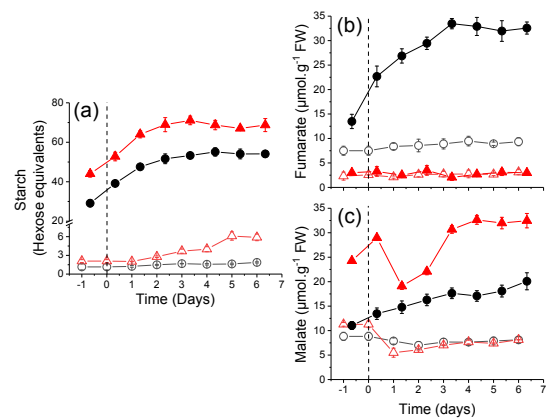 (a)
80
60
40
20
6
3
0
-1 0 1 2 3 4 5 6 7
Time (Days)
Starch
(Hexose equivalents)
(b)
35
30
25
20
15
10
5
0
Fumarate (μmol.g⁻¹ FW)
(c)
40
35
30
25
20
15
10
5
0
-1 0 1 2 3 4 5 6 7
Time (days)
Malate (μmol.g⁻¹ FW)